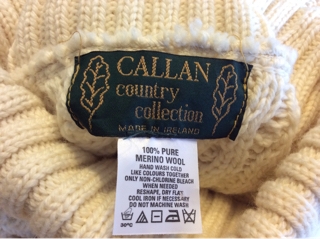 CALLAN
country
collection
MADE IN IRELAND
100% PURE
MERINO WOOL
HAND WASH COLD
LIKE COLOURS TOGETHER
ONLY NON-CHLORINE BLEACH
WHEN NEEDED
RESHAPE, DRY FLAT
COOL IRON IF NECESSARY
DO NOT MACHINE WASH
30°C